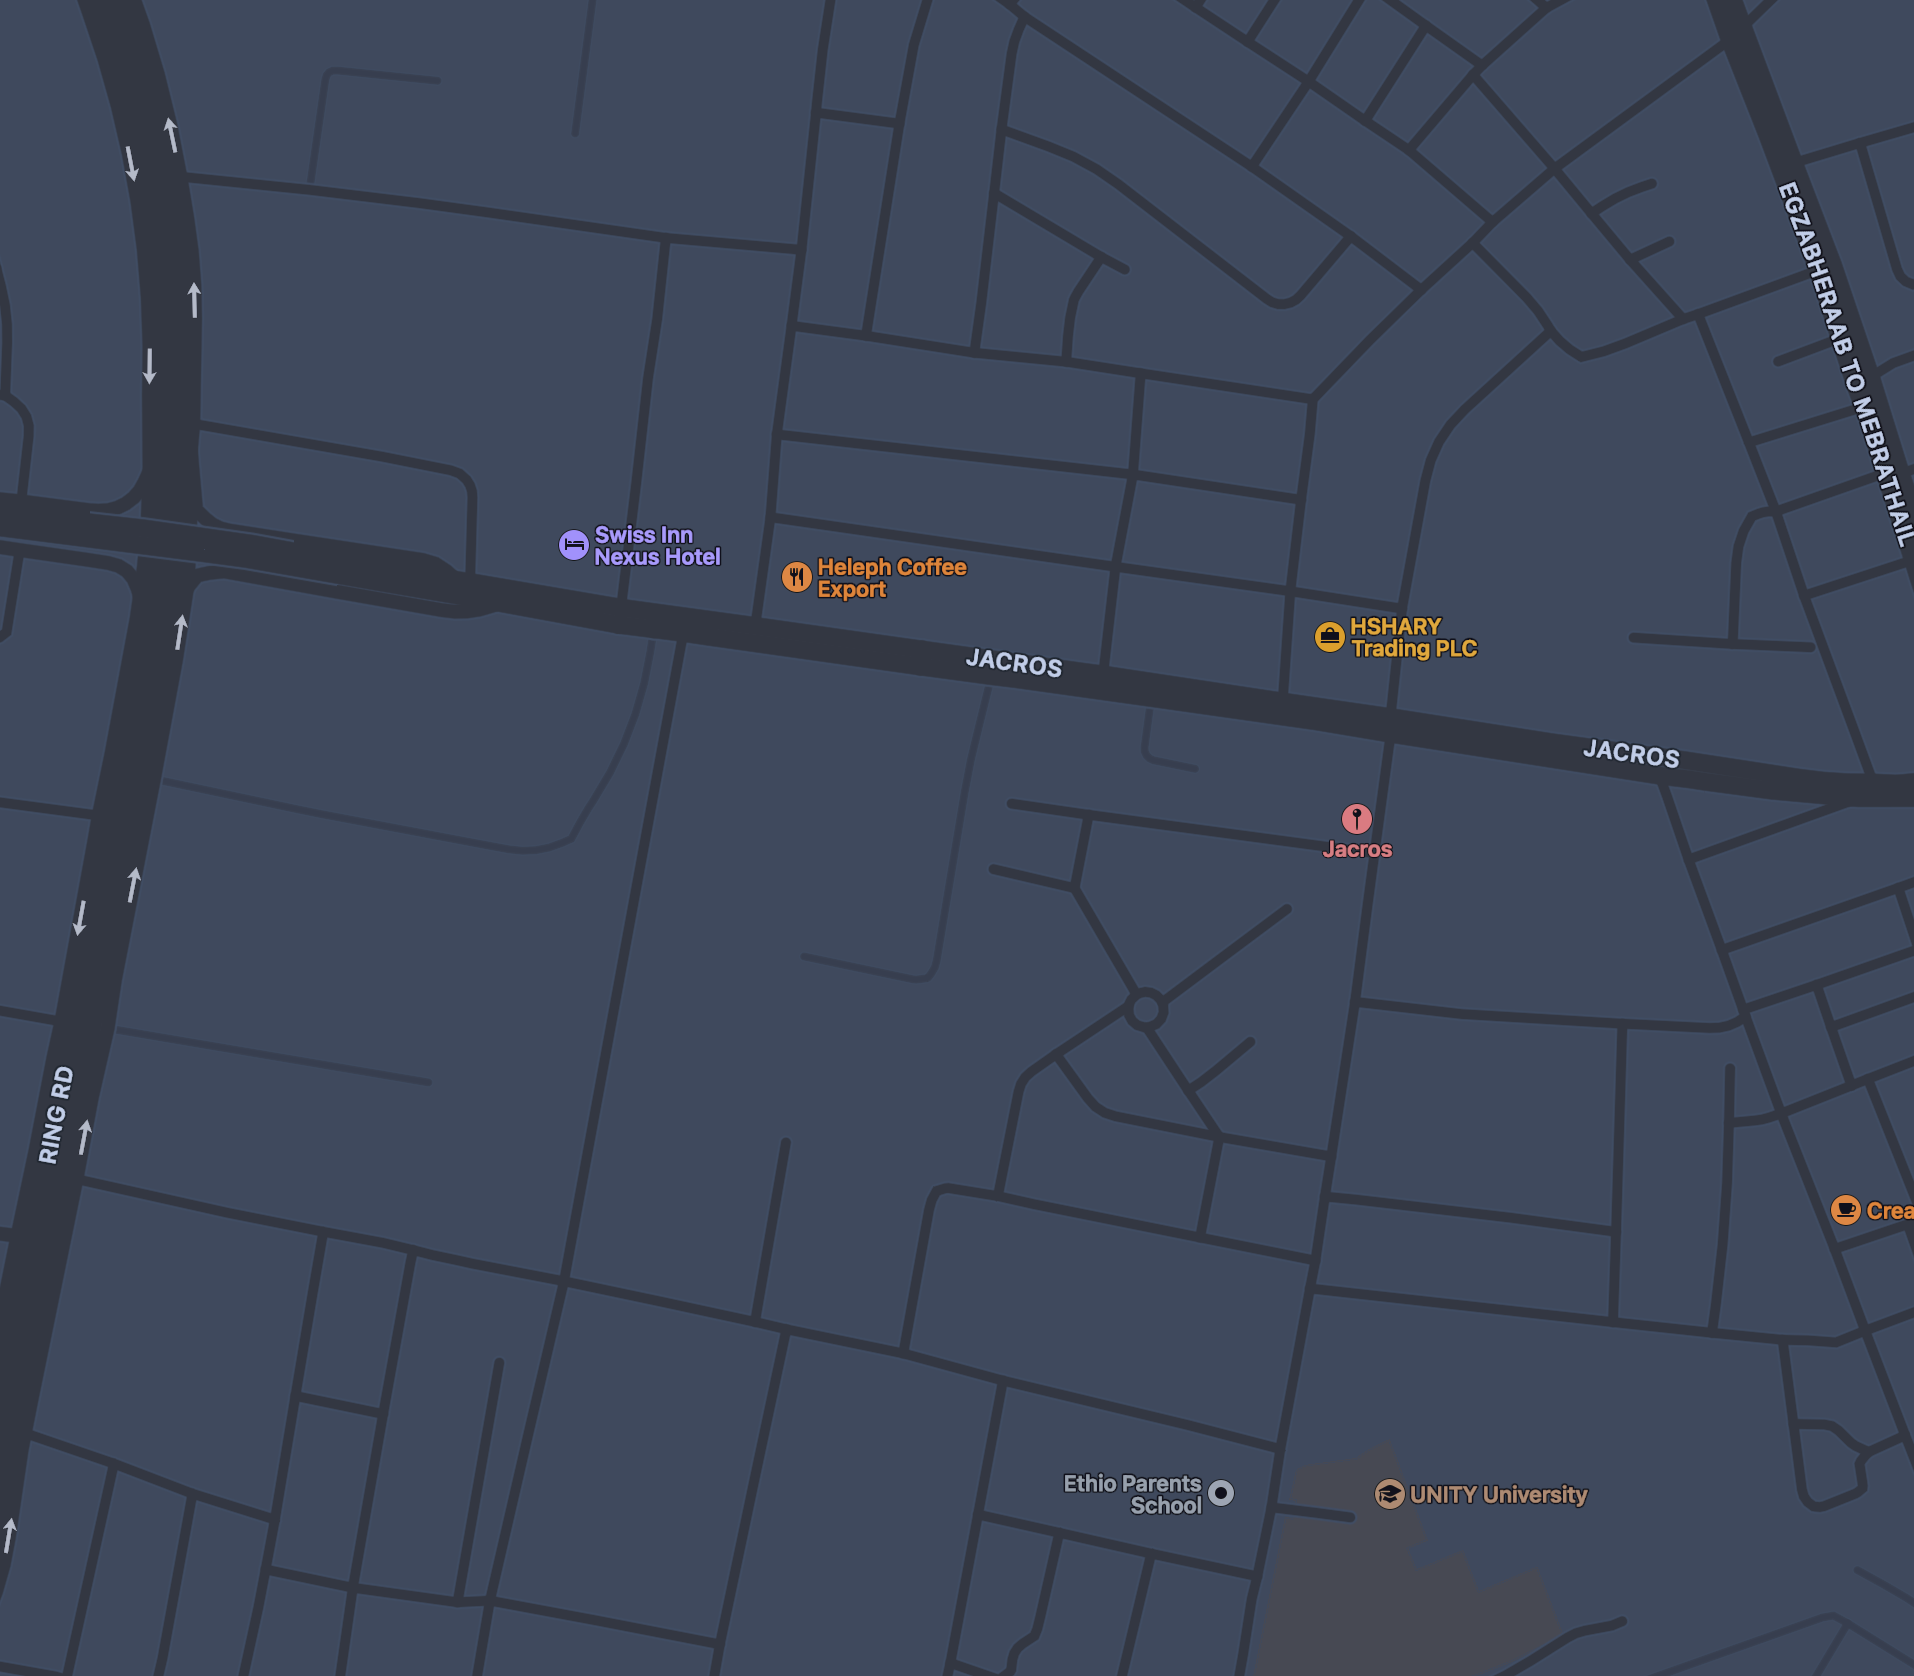 EGZABHERAAB TO MEBRATHAIL
Swiss Inn
Nexus Hotel
Heleph Coffee
Export
HSHARY
Trading PLC
JACROS
JACROS
Jacros
RING RD
Crea
Ethio Parents
School
UNITY University